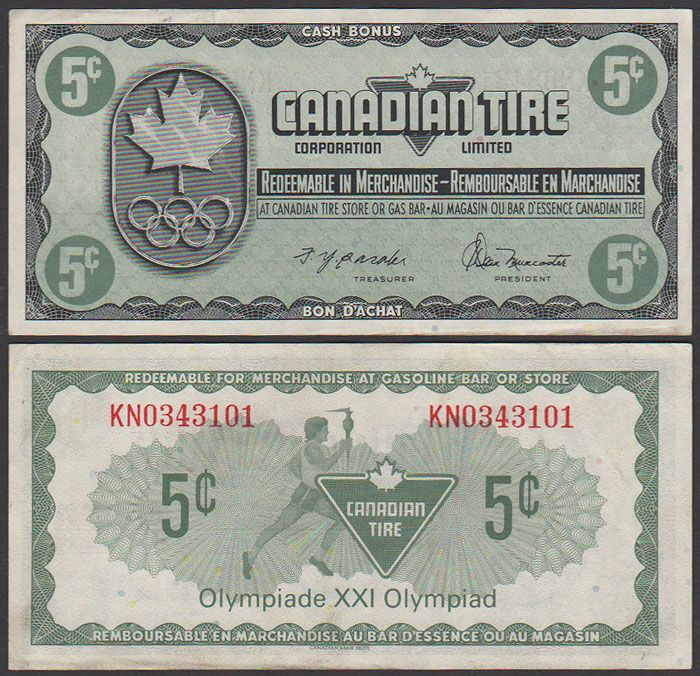 CASH BONUS
5¢ 5¢
CANADIAN TIRE
CORPORATION LIMITED
REDEEMABLE IN MERCHANDISE – REMBOURSABLE EN MARCHANDISE
AT CANADIAN TIRE STORE OR GAS BAR • AU MAGASIN OU BAR D'ESSENCE CANADIAN TIRE
5¢ 5¢
TREASURER PRESIDENT
BON D'ACHAT
REDEEMABLE FOR MERCHANDISE AT GASOLINE BAR OR STORE
KN0343101 KN0343101
5¢ 5¢
CANADIAN
TIRE
Olympiade XXI Olympiad
REMBOURSABLE EN MARCHANDISE AU BAR D'ESSENCE OU AU MAGASIN
CANADIAN BANK NOTE